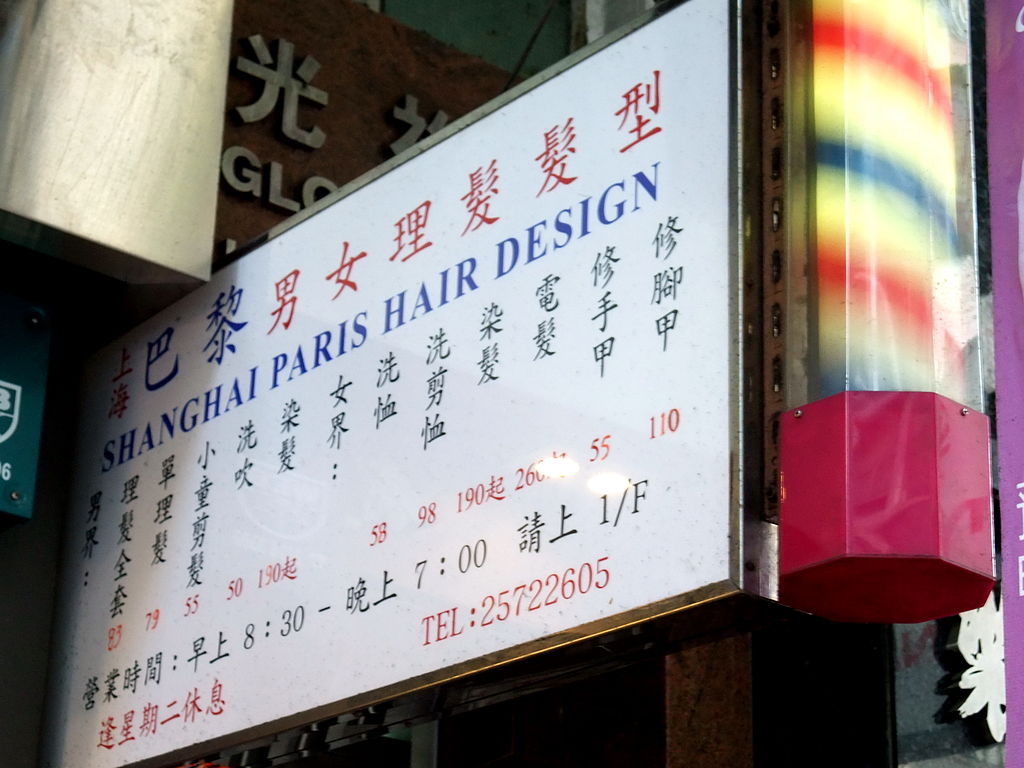 光
GLO
上海巴黎男女理髮髮型
SHANGHAI PARIS HAIR DESIGN
男界：
理髮全套 83
單理髮 79
小童剪髮 55
洗吹 50
染髮 190起
女界：
洗恤 58
洗剪恤 98
染髮 190起
電髮 260起
修手甲 55
修腳甲 110
營業時間：早上 8：30 - 晚上 7：00 請上 1/F
逢星期二休息
TEL:25722605